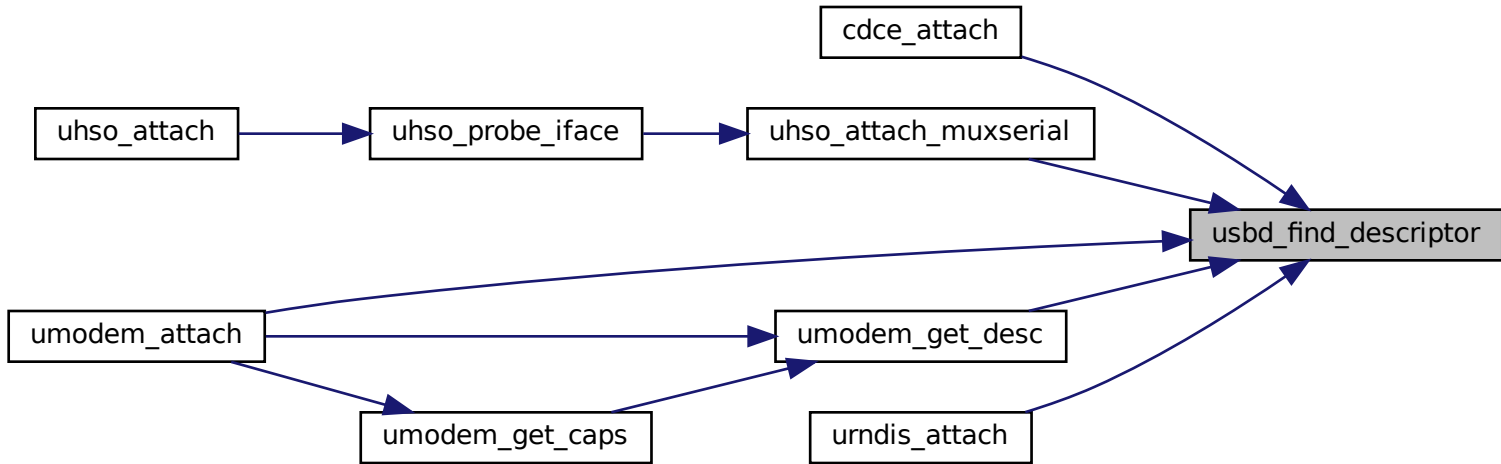 cdce_attach
uhso_attach
uhso_probe_iface
uhso_attach_muxserial
usbd_find_descriptor
umodem_attach
umodem_get_desc
umodem_get_caps
urndis_attach